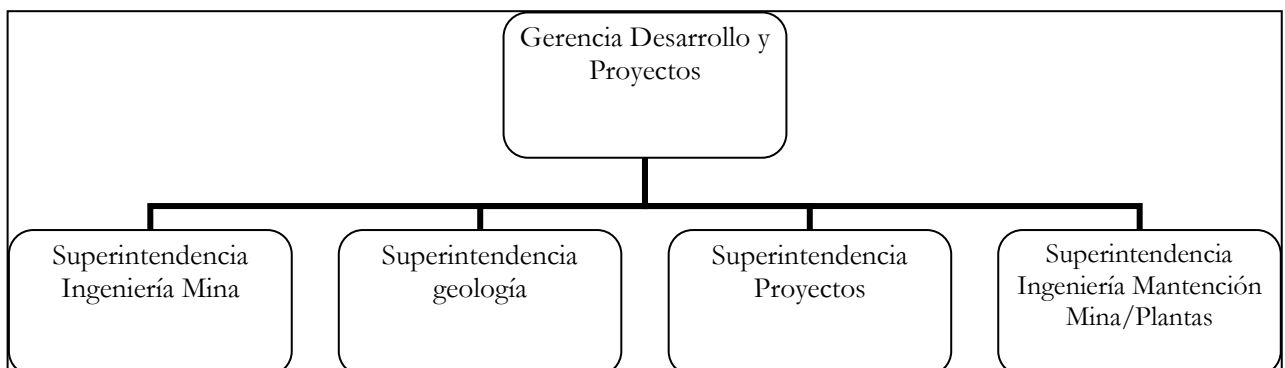 Gerencia Desarrollo y
Proyectos
Superintendencia
Ingeniería Mina
Superintendencia
geología
Superintendencia
Proyectos
Superintendencia
Ingeniería Mantención
Mina/Plantas